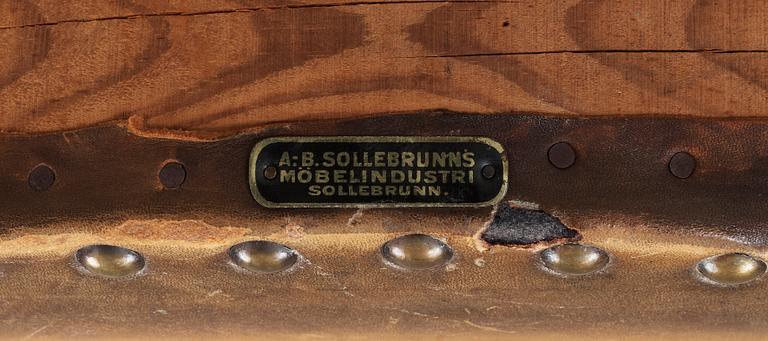 A.-B. SOLLEBRUNNS
MÖBELINDUSTRI
SOLLEBRUNN.